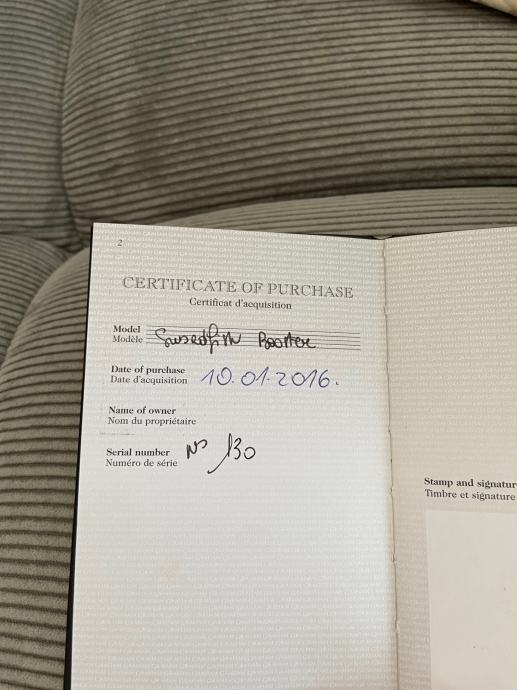 2
CERTIFICATE OF PURCHASE
Certificat d'acquisition
Model
Modèle
Date of purchase
Date d'acquisition 10.01.2016.
Name of owner
Nom du propriétaire
Serial number
Numéro de série No 130
Stamp and signatur
Timbre et signature